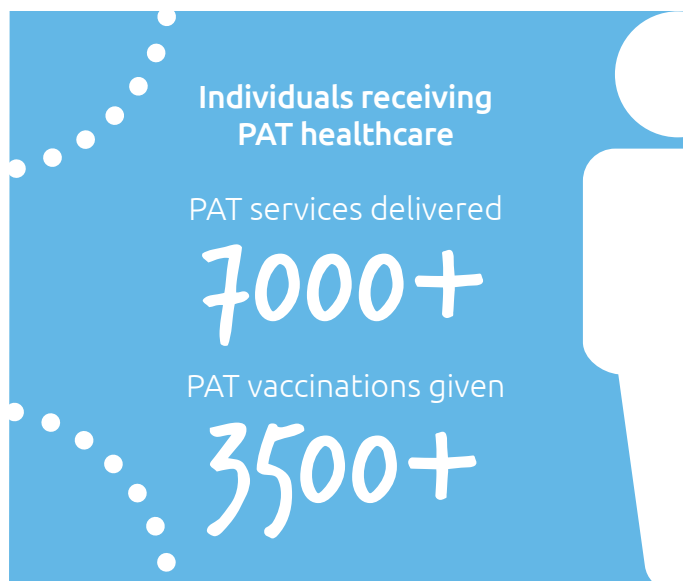 Individuals receiving
PAT healthcare
PAT services delivered
7000+
PAT vaccinations given
3500+